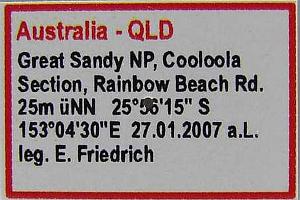 Australia - QLD
Great Sandy NP, Cooloola
Section, Rainbow Beach Rd.
25m üNN 25°56'15" S
153°04'30"E 27.01.2007 a.L.
leg. E. Friedrich